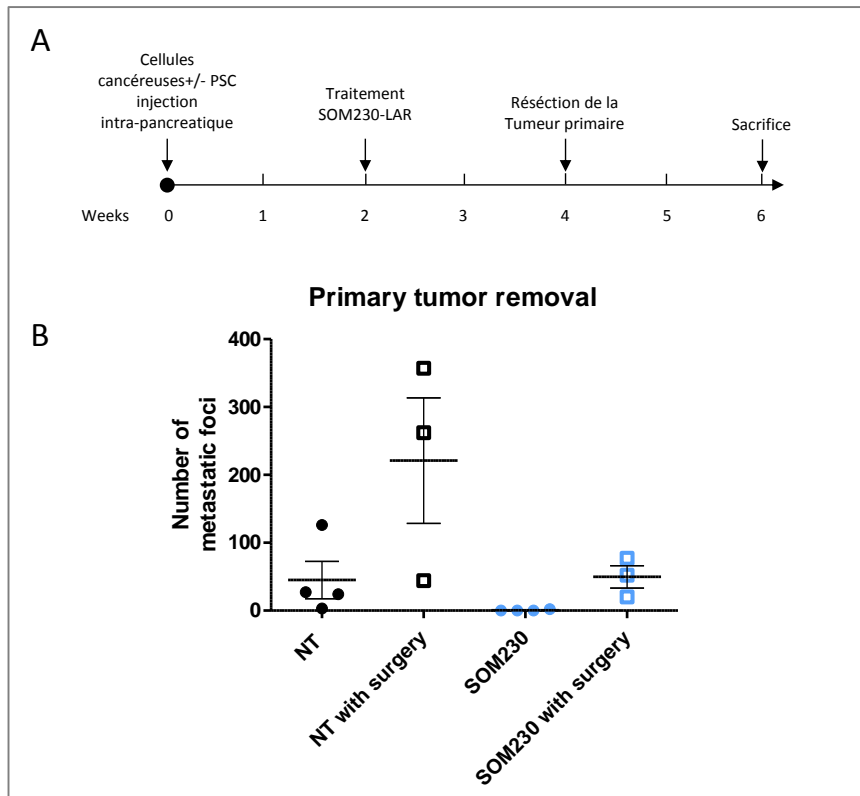 A
Cellules
cancéreuses+/- PSC
injection
intra-pancreatique
Traitement
SOM230-LAR
Réséction de la
Tumeur primaire
Sacrifice
Weeks 0 1 2 3 4 5 6
Primary tumor removal
B
Number of
metastatic foci
400
300
200
100
0
NT
NT with surgery
SOM230
SOM230 with surgery